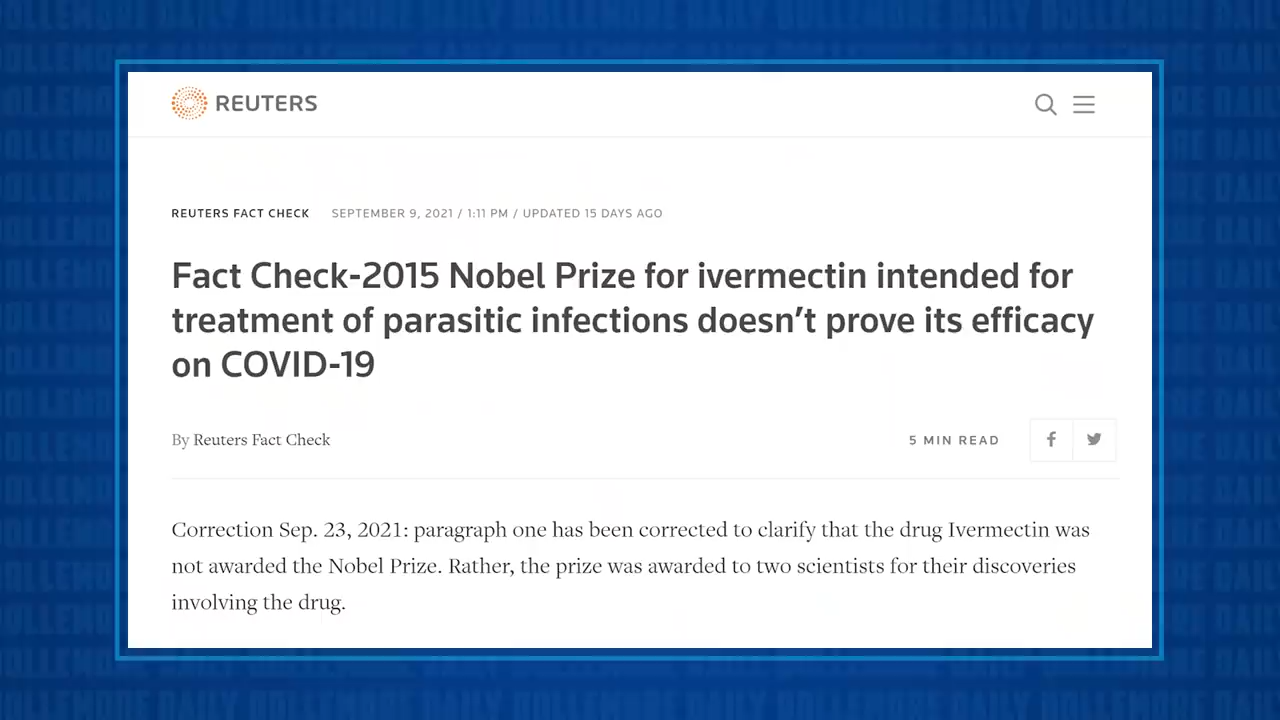 REUTERS
REUTERS FACT CHECK SEPTEMBER 9, 2021 / 1:11 PM / UPDATED 15 DAYS AGO
Fact Check-2015 Nobel Prize for ivermectin intended for
treatment of parasitic infections doesn’t prove its efficacy
on COVID-19
By Reuters Fact Check 5 MIN READ
Correction Sep. 23, 2021: paragraph one has been corrected to clarify that the drug Ivermectin was
not awarded the Nobel Prize. Rather, the prize was awarded to two scientists for their discoveries
involving the drug.